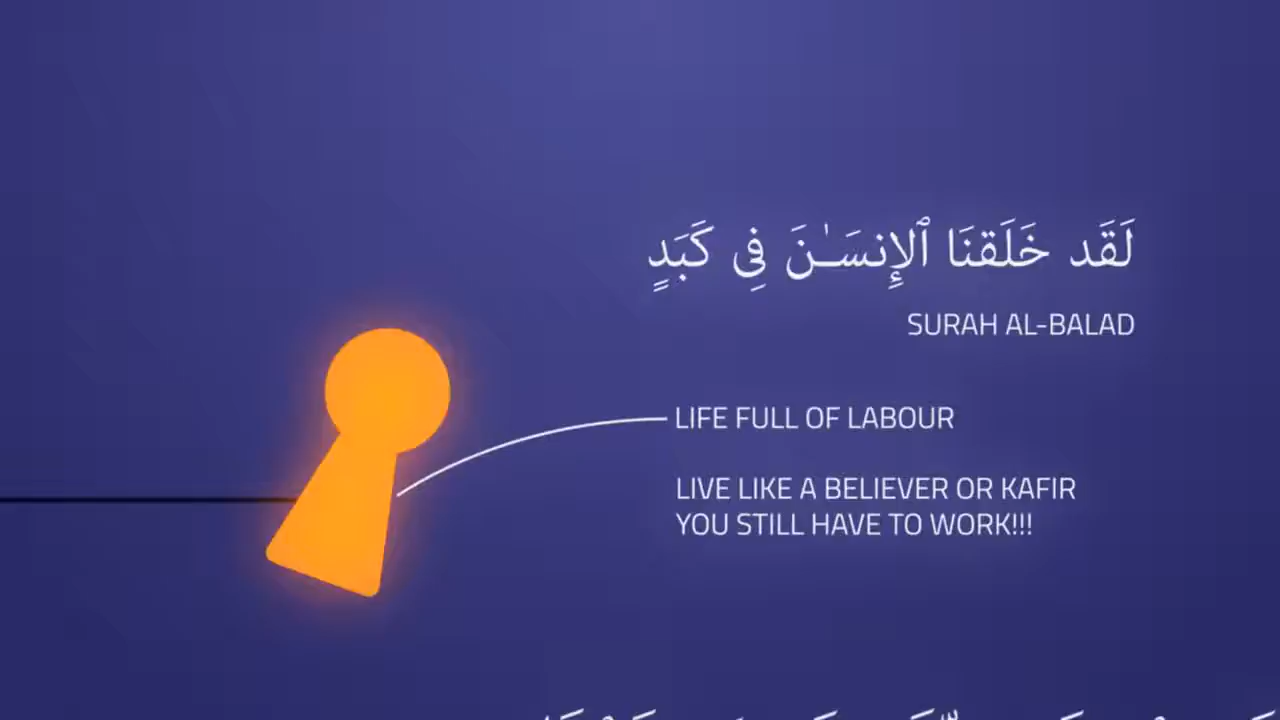 لَقَد خَلَقنَا ٱلإِنسَـٰنَ فِی كَبَدٍ
SURAH AL-BALAD
LIFE FULL OF LABOUR
LIVE LIKE A BELIEVER OR KAFIR
YOU STILL HAVE TO WORK!!!